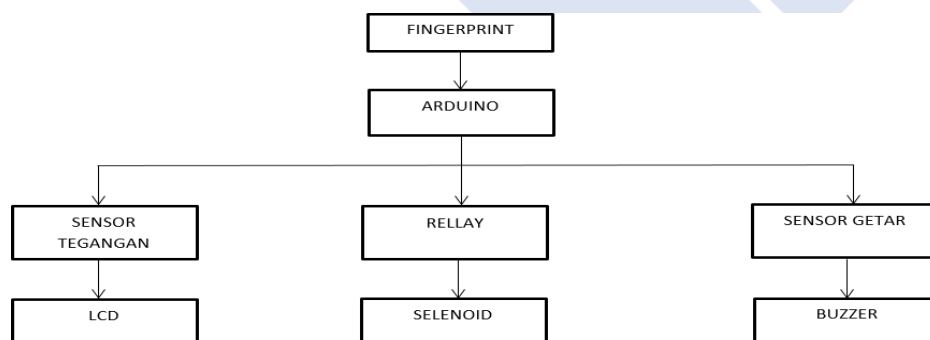 FINGERPRINT
ARDUINO
SENSOR
TEGANGAN
RELLAY
SENSOR GETAR
LCD
SELENOID
BUZZER